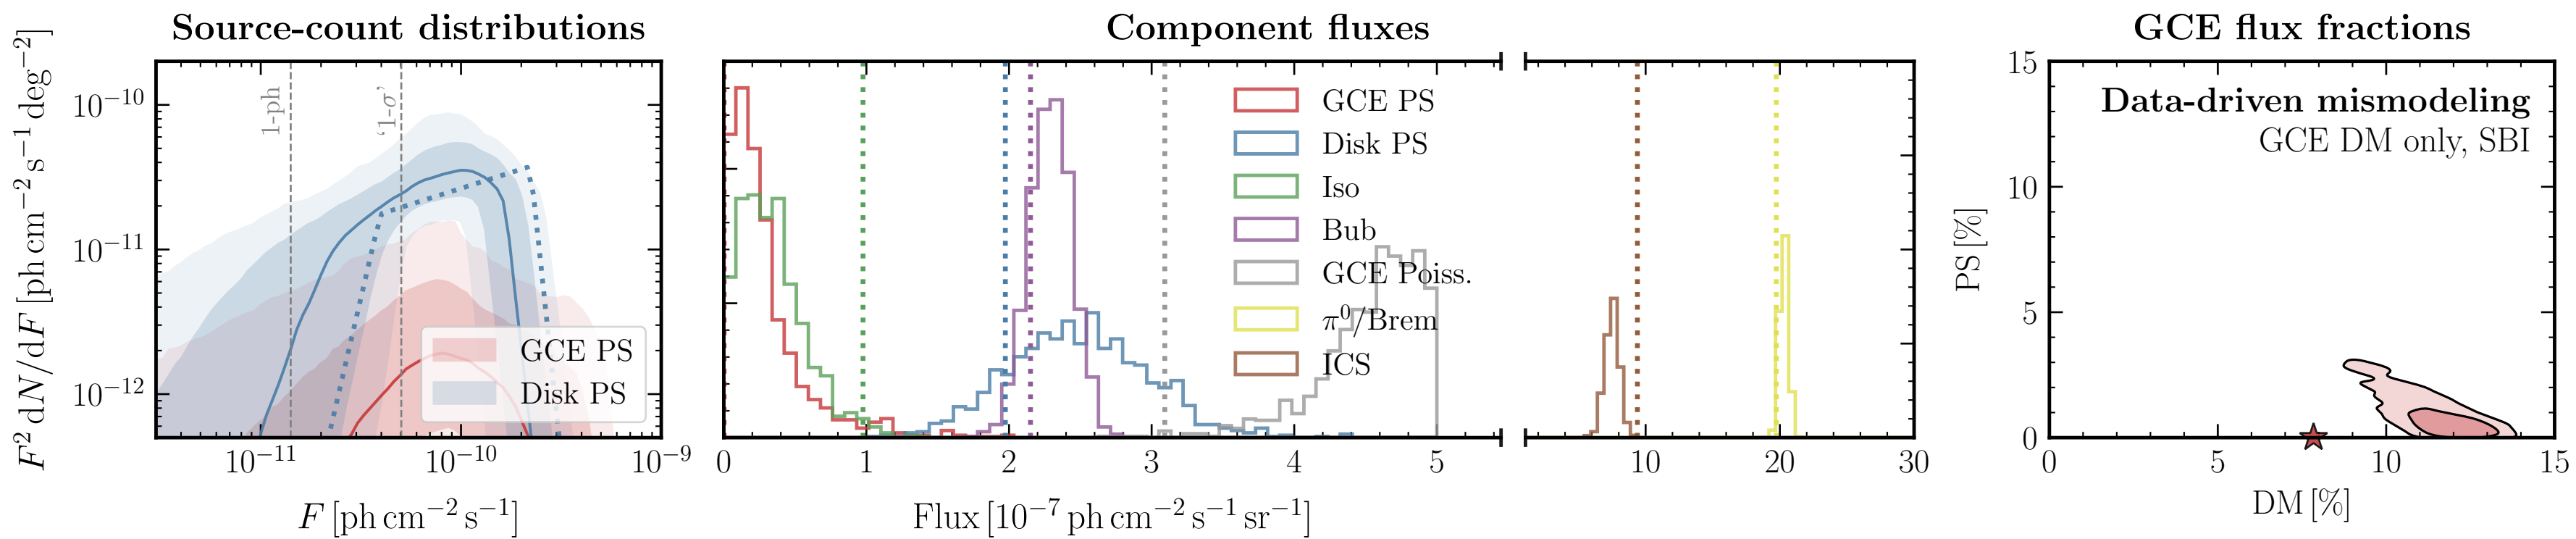 Source-count distributions
F² dN/dF [ph cm⁻² s⁻¹ deg⁻²]
10⁻¹⁰
10⁻¹¹
10⁻¹²
1-ph
‘1-σ’
GCE PS
Disk PS
10⁻¹¹ 10⁻¹⁰ 10⁻⁹
F [ph cm⁻² s⁻¹]
Component fluxes
GCE PS
Disk PS
Iso
Bub
GCE Poiss.
π⁰/Brem
ICS
0 1 2 3 4 5 10 20 30
Flux [10⁻⁷ ph cm⁻² s⁻¹ sr⁻¹]
GCE flux fractions
PS [%]
15
10
5
0
Data-driven mismodeling
GCE DM only, SBI
0 5 10 15
DM [%]